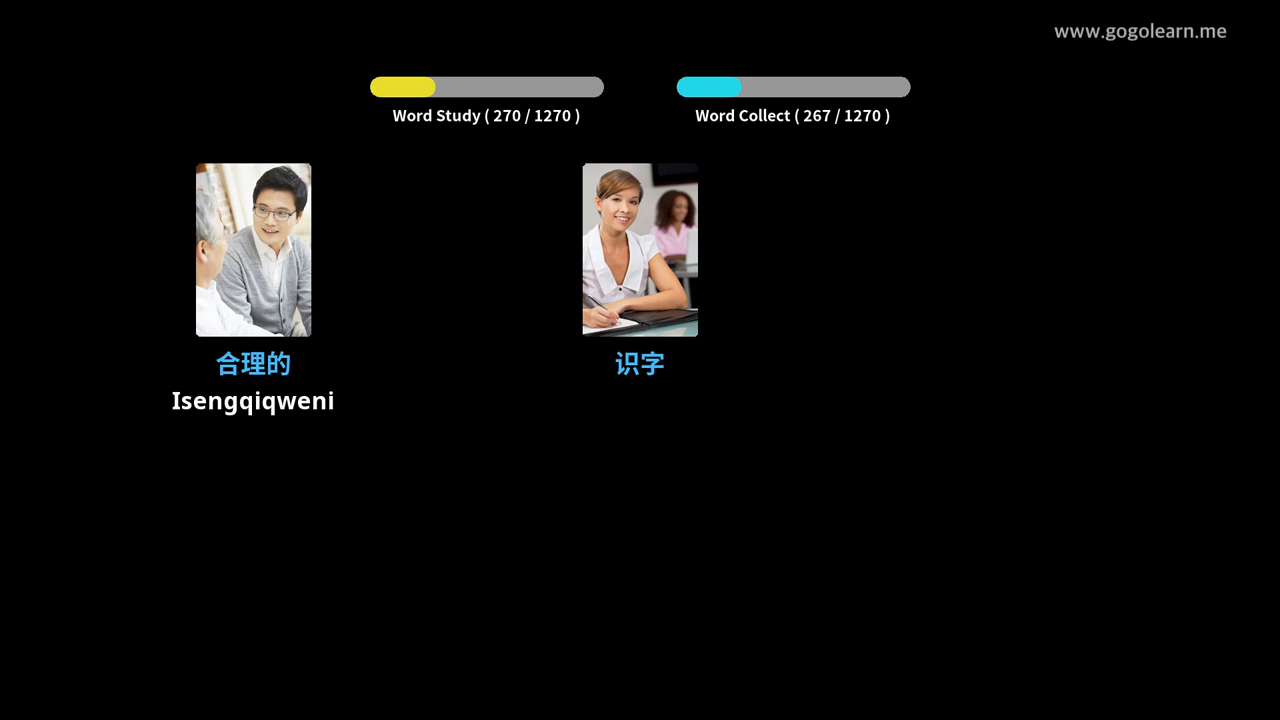 www.gogolearn.me
Word Study ( 270 / 1270 )
Word Collect ( 267 / 1270 )
合理的
识字
Isengqiqweni